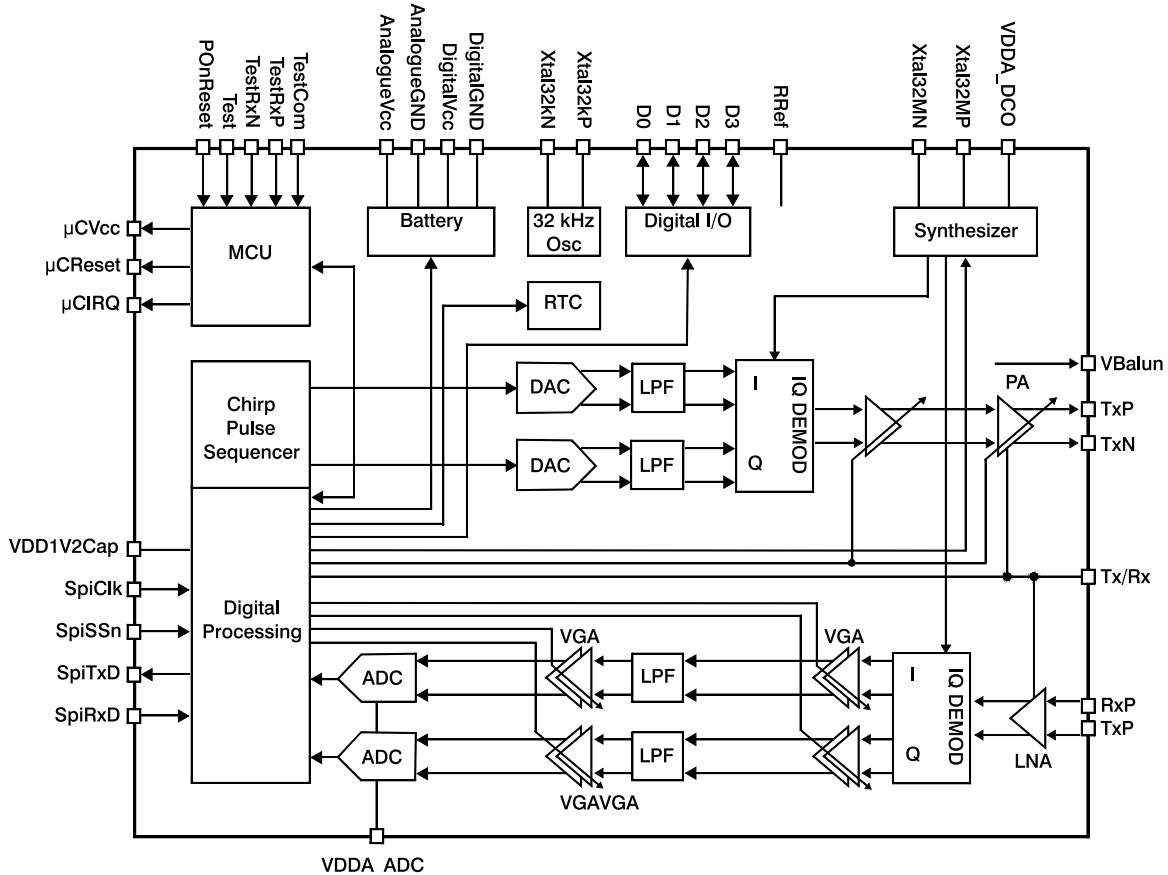 POnReset
Test
TestRxN
TestRxP
TestCom
AnalogueVcc
AnalogueGND
DigitalVcc
DigitalGND
Xtal32kN
Xtal32kP
D0
D1
D2
D3
RRef
Xtal32MN
Xtal32MP
VDDA_DCO
µCVcc
µCReset
µCIRQ
MCU
Battery
32 kHz
Osc
Digital I/O
Synthesizer
RTC
VBalun
Chirp
Pulse
Sequencer
DAC
LPF
I
IQ DEMOD
Q
PA
TxP
TxN
DAC
LPF
VDD1V2Cap
SpiClk
SpiSSn
SpiTxD
SpiRxD
Digital
Processing
Tx/Rx
VGA
VGA
ADC
LPF
I
IQ DEMOD
Q
RxP
TxP
LNA
ADC
LPF
VGAVGA
VDDA_ADC